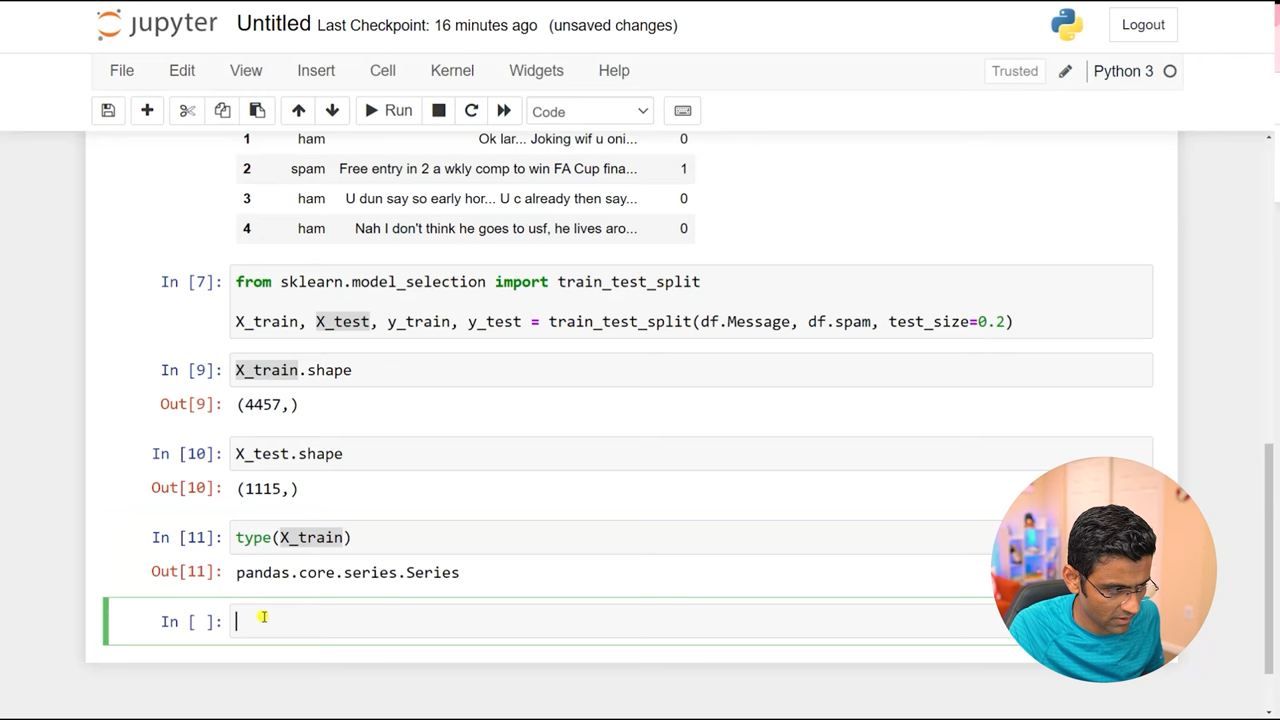 jupyter Untitled Last Checkpoint: 16 minutes ago (unsaved changes) Logout
File Edit View Insert Cell Kernel Widgets Help Trusted Python 3
Run Code
1 ham Ok lar... Joking wif u oni... 0
2 spam Free entry in 2 a wkly comp to win FA Cup fina... 1
3 ham U dun say so early hor... U c already then say... 0
4 ham Nah I don't think he goes to usf, he lives aro... 0
In [7]: from sklearn.model_selection import train_test_split
X_train, X_test, y_train, y_test = train_test_split(df.Message, df.spam, test_size=0.2)
In [9]: X_train.shape
Out[9]: (4457,)
In [10]: X_test.shape
Out[10]: (1115,)
In [11]: type(X_train)
Out[11]: pandas.core.series.Series
In [ ]: